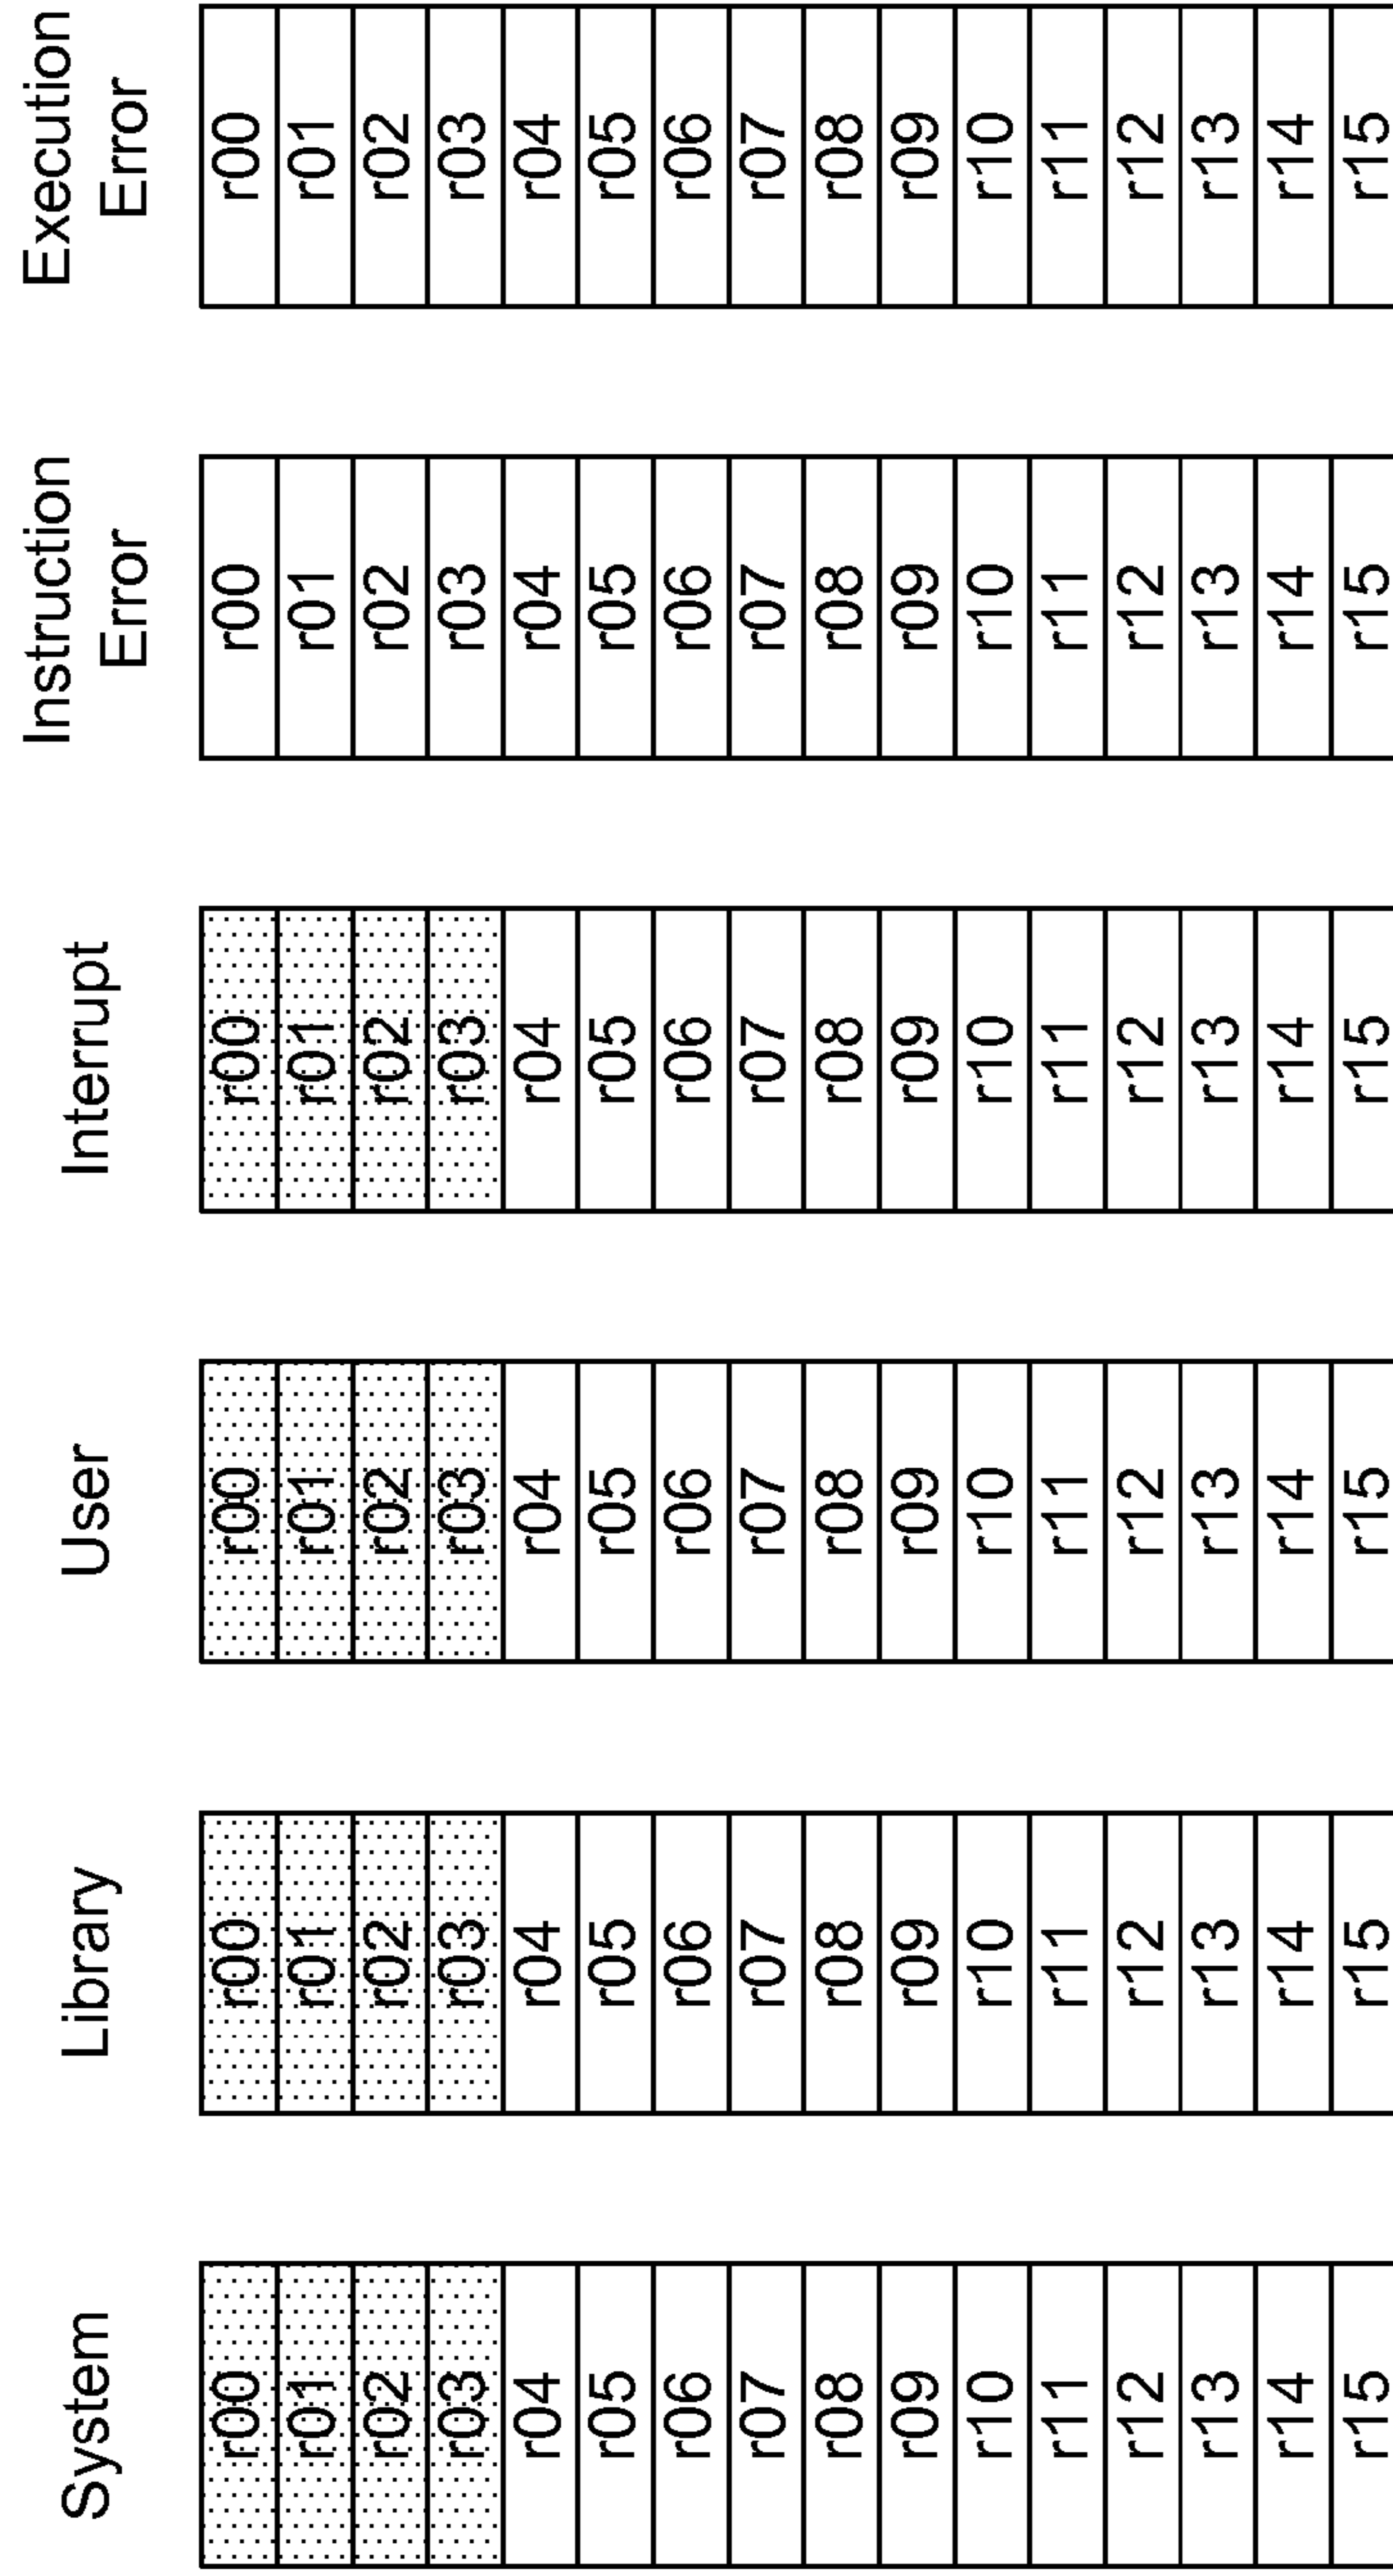 System
r00
r01
r02
r03
r04
r05
r06
r07
r08
r09
r10
r11
r12
r13
r14
r15
Library
r00
r01
r02
r03
r04
r05
r06
r07
r08
r09
r10
r11
r12
r13
r14
r15
User
r00
r01
r02
r03
r04
r05
r06
r07
r08
r09
r10
r11
r12
r13
r14
r15
Interrupt
r00
r01
r02
r03
r04
r05
r06
r07
r08
r09
r10
r11
r12
r13
r14
r15
Instruction
Error
r00
r01
r02
r03
r04
r05
r06
r07
r08
r09
r10
r11
r12
r13
r14
r15
Execution
Error
r00
r01
r02
r03
r04
r05
r06
r07
r08
r09
r10
r11
r12
r13
r14
r15